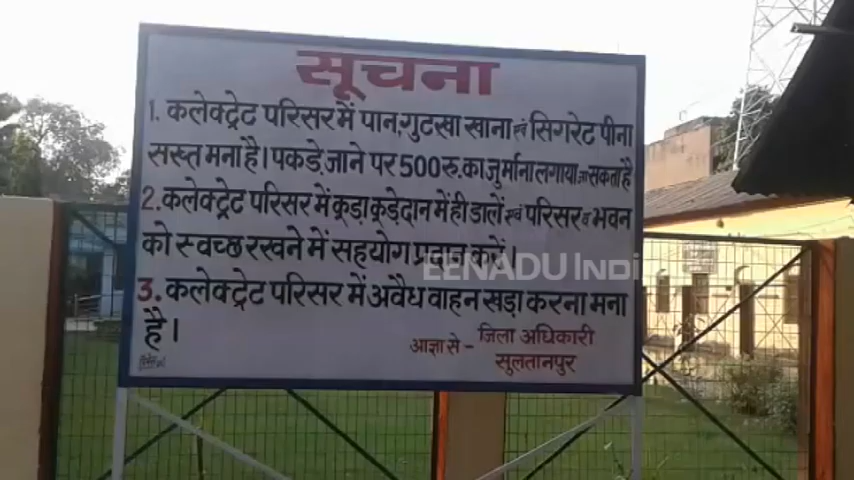 सूचना
1. कलेक्ट्रेट परिसर में पान,गुटखा खाना एवं सिगरेट पीना
सस्त मना है। पकडे़ जाने पर 500रु.का जुर्माना लगाया जा सकता है
2. कलेक्ट्रेट परिसर में कूड़ा कूड़ेदान में ही डालें एवं परिसर व भवन
को स्वच्छ रखने में सहयोग प्रदान करें।
EENADU India
3. कलेक्ट्रेट परिसर में अवैध वाहन खड़ा करना मना
है।
आज्ञा से - जिला अधिकारी
सुलतानपुर